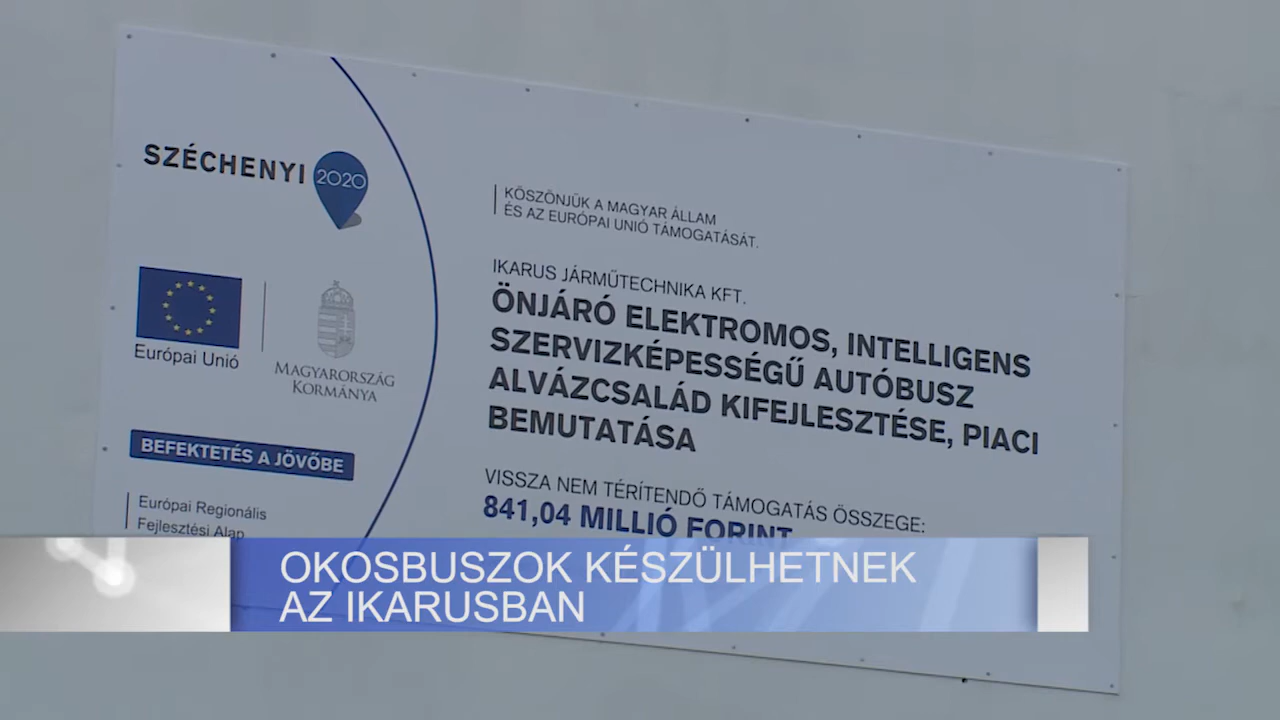 SZÉCHENYI 2020
Európai Unió
MAGYARORSZÁG
KORMÁNYA
BEFEKTETÉS A JÖVŐBE
Európai Regionális
Fejlesztési Alap
KÖSZÖNJÜK A MAGYAR ÁLLAM
ÉS AZ EURÓPAI UNIÓ TÁMOGATÁSÁT.
IKARUS JÁRMŰTECHNIKA KFT.
ÖNJÁRÓ ELEKTROMOS, INTELLIGENS
SZERVIZKÉPESSÉGŰ AUTÓBUSZ
ALVÁZCSALÁD KIFEJLESZTÉSE, PIACI
BEMUTATÁSA
VISSZA NEM TÉRÍTENDŐ TÁMOGATÁS ÖSSZEGE:
841,04 MILLIÓ FORINT
OKOSBUSZOK KÉSZÜLHETNEK
AZ IKARUSBAN